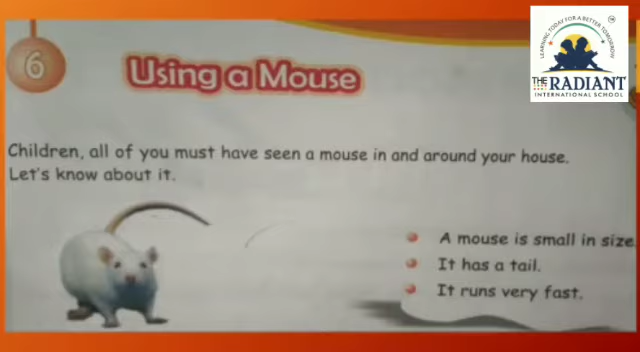 LEARNING TODAY FOR A BETTER TOMORROW
THE RADIANT
INTERNATIONAL SCHOOL
6
Using a Mouse
Children, all of you must have seen a mouse in and around your house.
Let's know about it.
A mouse is small in size
It has a tail.
It runs very fast.